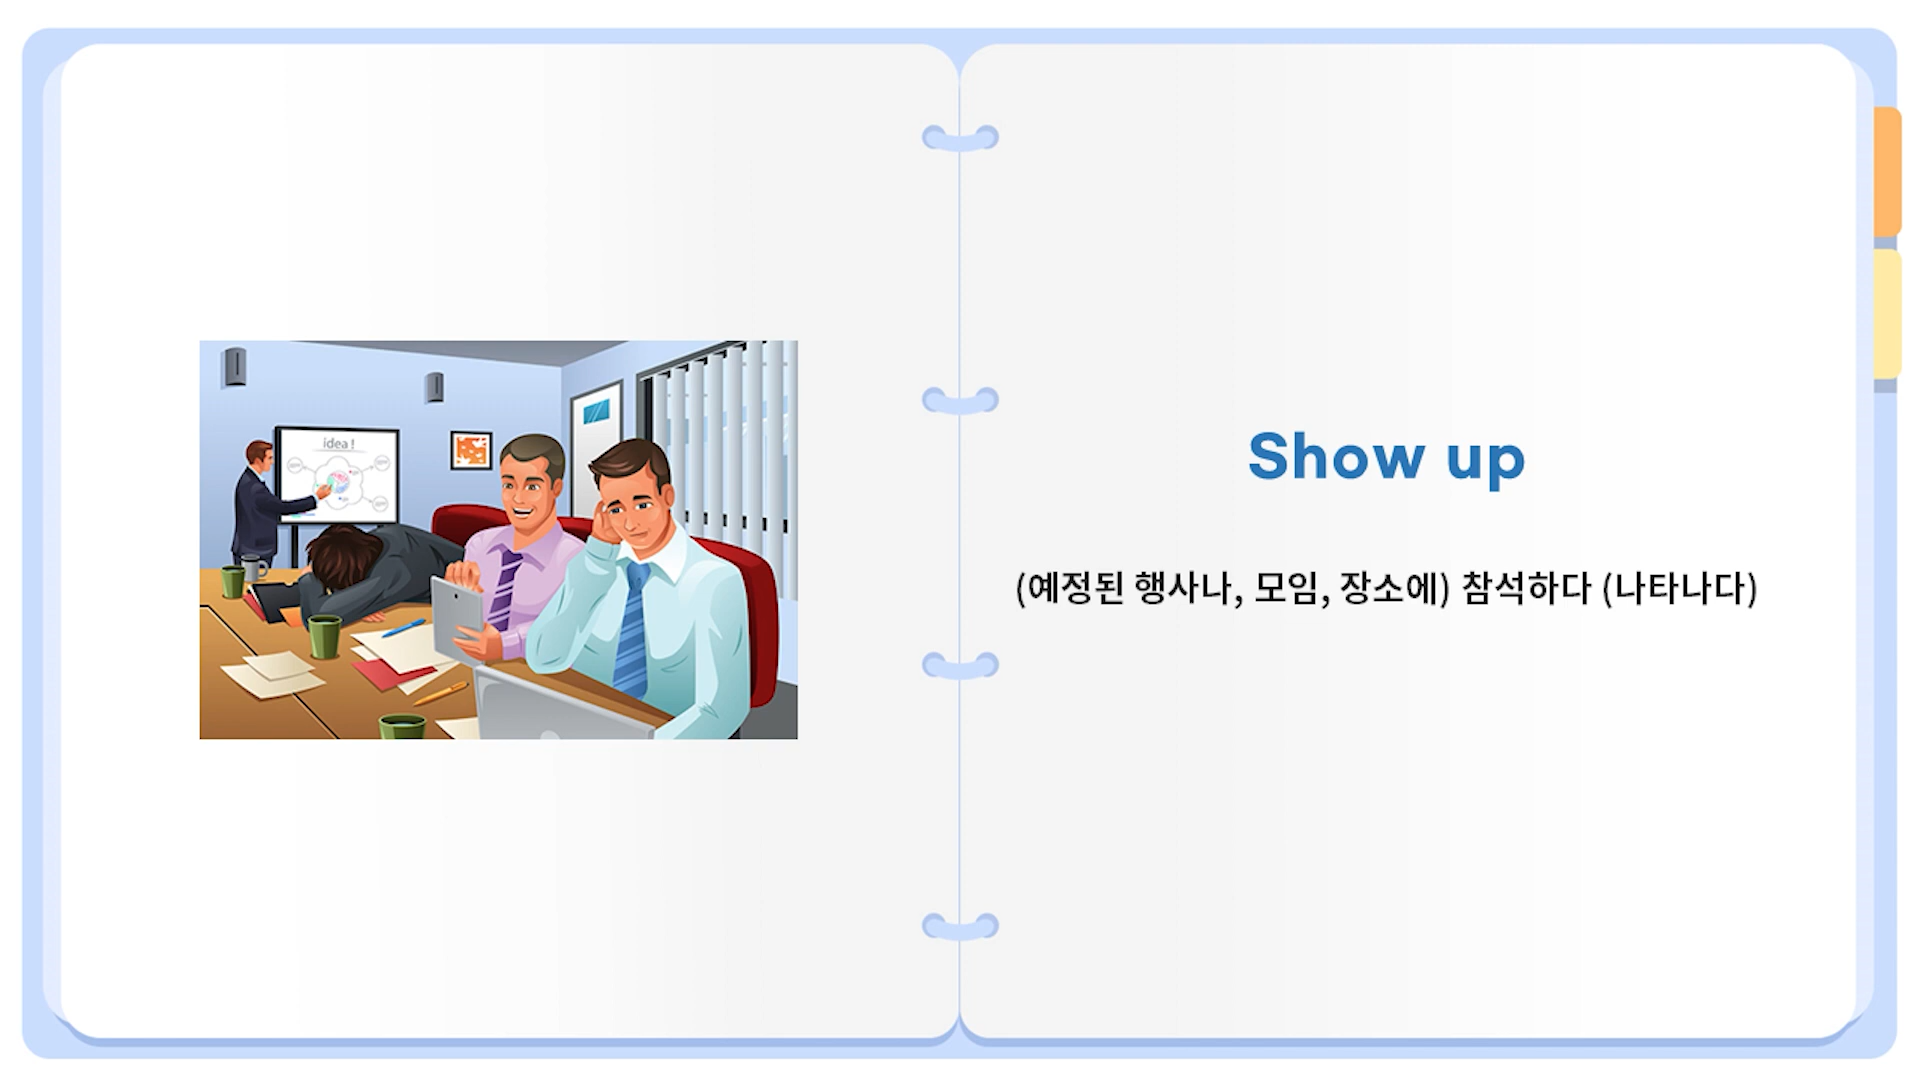 idea !
Show up
(예정된 행사나, 모임, 장소에) 참석하다 (나타나다)